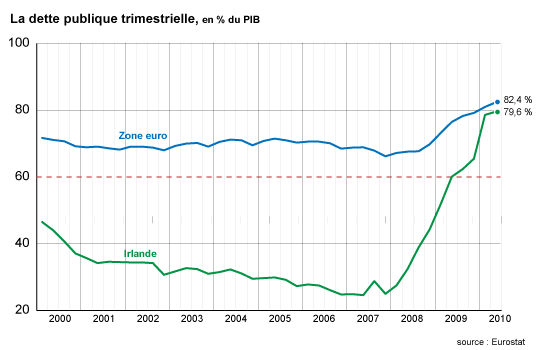 La dette publique trimestrielle, en % du PIB
100
80
60
40
20
Zone euro
Irlande
82,4 %
79,6 %
2000 2001 2002 2003 2004 2005 2006 2007 2008 2009 2010
source : Eurostat